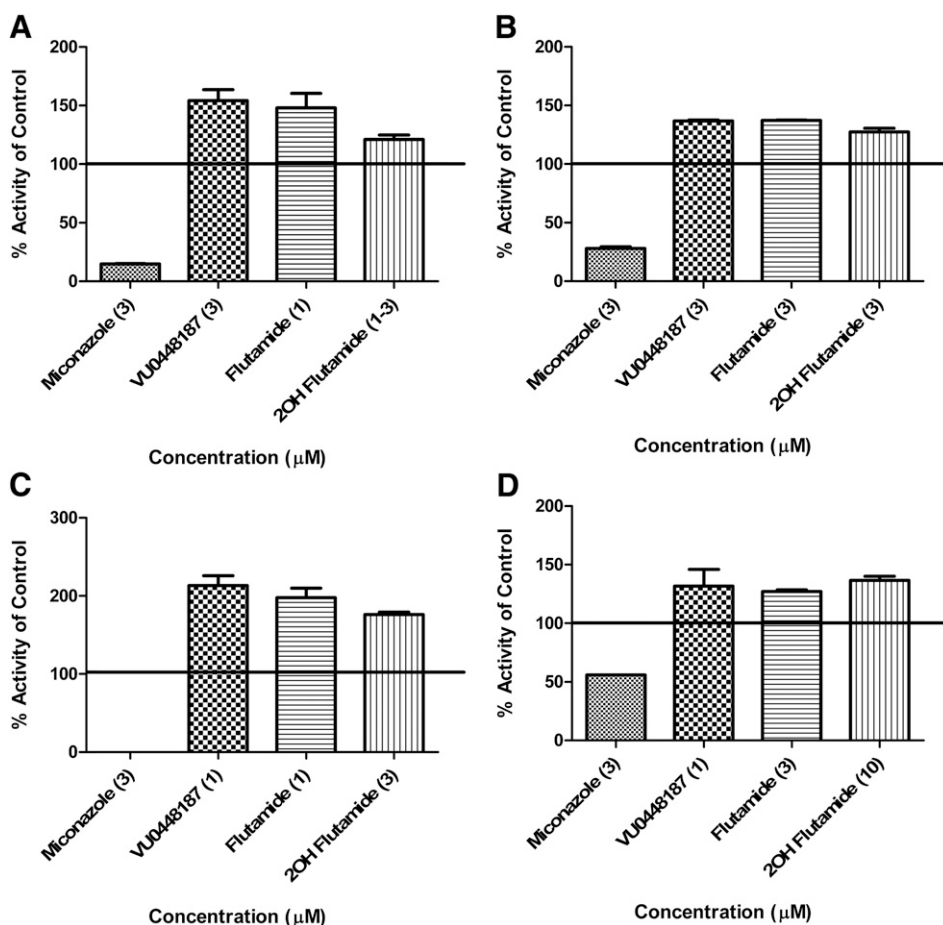 A
% Activity of Control
200
150
100
50
0
Miconazole (3)
VU0448187 (3)
Flutamide (1)
2OH Flutamide (1-3)
Concentration (μM)
B
% Activity of Control
200
150
100
50
0
Miconazole (3)
VU0448187 (3)
Flutamide (3)
2OH Flutamide (3)
Concentration (μM)
C
% Activity of Control
300
200
100
0
Miconazole (3)
VU0448187 (1)
Flutamide (1)
2OH Flutamide (3)
Concentration (μM)
D
% Activity of Control
200
150
100
50
0
Miconazole (3)
VU0448187 (1)
Flutamide (3)
2OH Flutamide (10)
Concentration (μM)